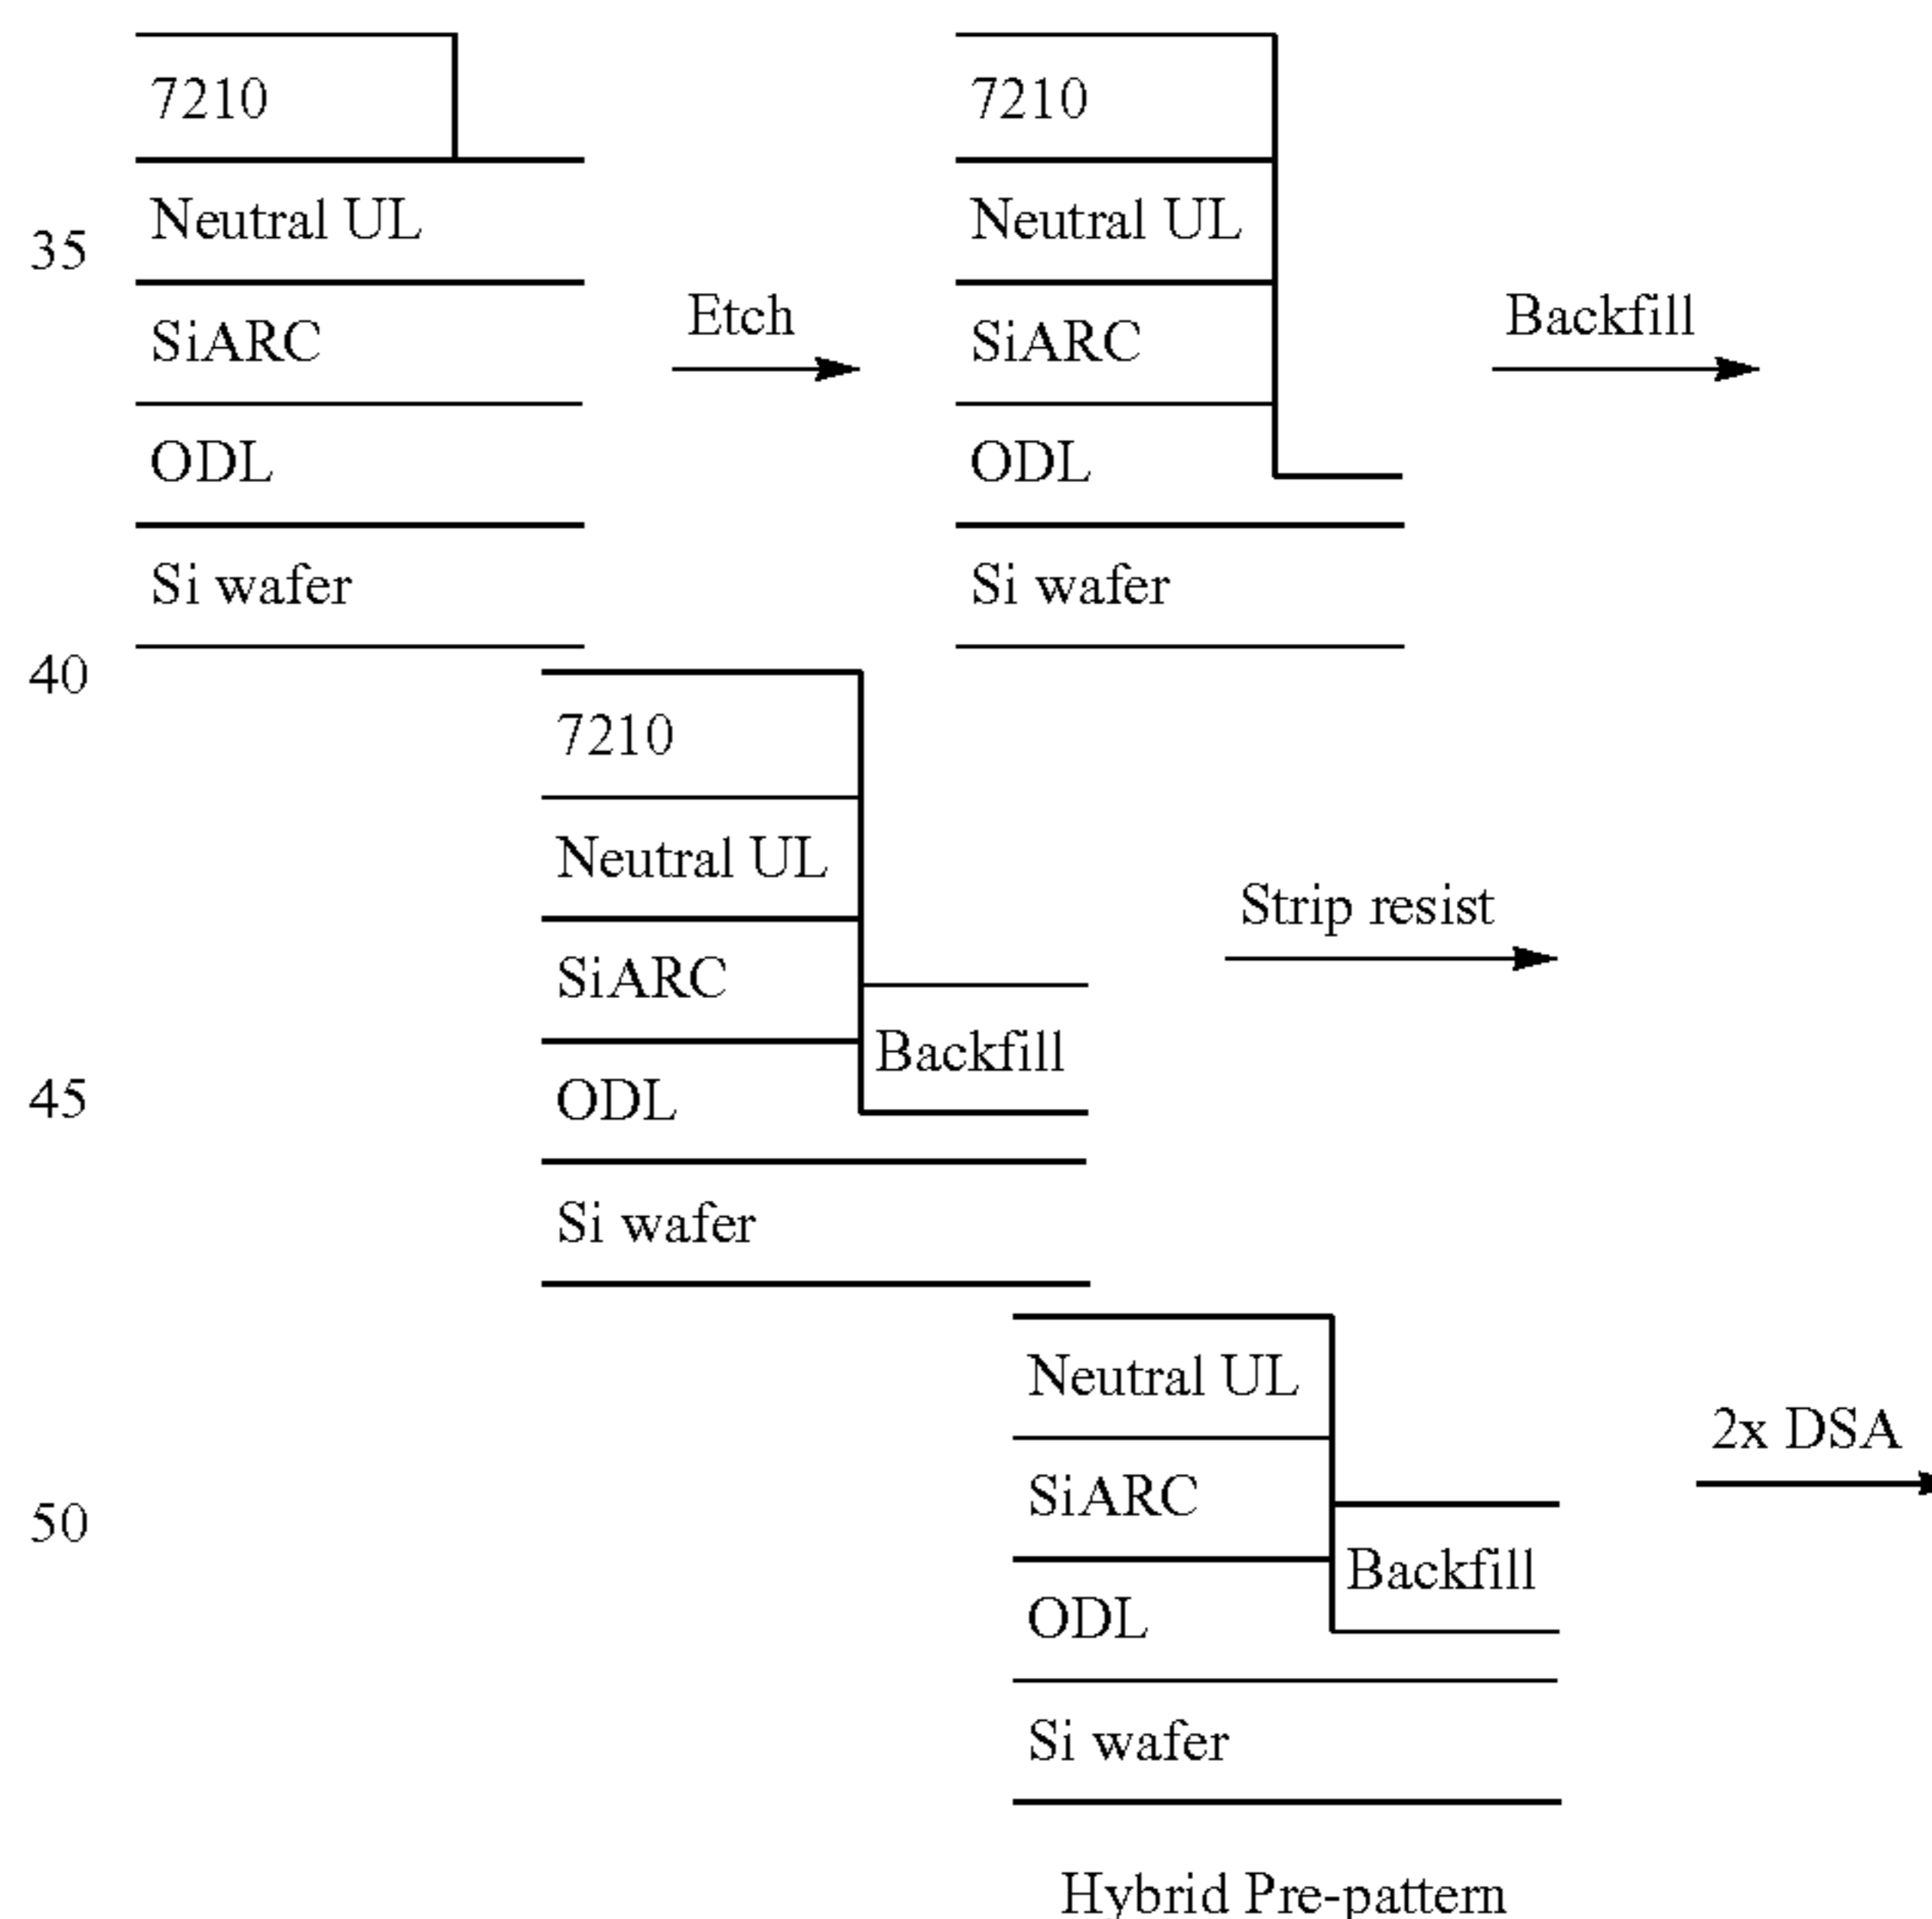 7210
Neutral UL
SiARC
ODL
Si wafer
35
Etch
7210
Neutral UL
SiARC
ODL
Si wafer
Backfill
40
7210
Neutral UL
SiARC
Backfill
ODL
Si wafer
45
Strip resist
Neutral UL
SiARC
Backfill
ODL
Si wafer
50
2x DSA
Hybrid Pre-pattern